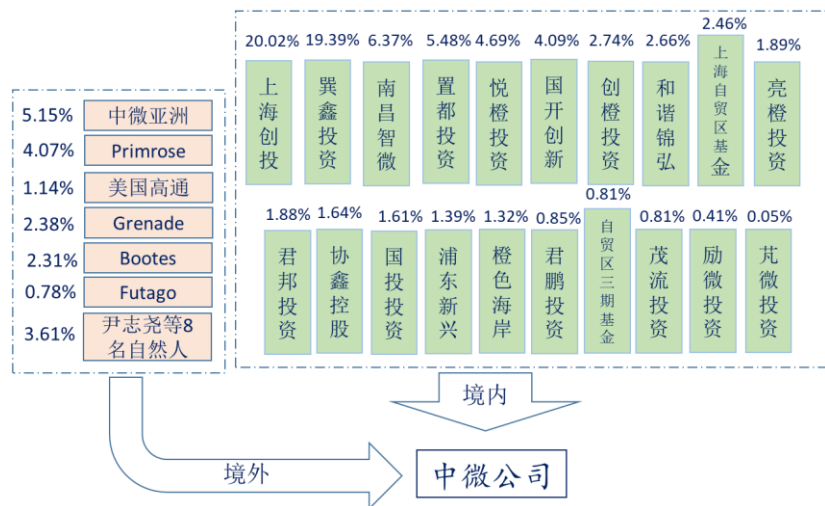 2.46%
20.02% 19.39% 6.37% 5.48% 4.69% 4.09% 2.74% 2.66% 1.89%
上海创投
巽鑫投资
南昌智微
置都投资
悦橙投资
国开创新
创橙投资
和谐锦弘
上海自贸区基金
亮橙投资
5.15% 中微亚洲
4.07% Primrose
1.14% 美国高通
2.38% Grenade
2.31% Bootes
0.78% Futago
3.61% 尹志尧等8
名自然人
0.81%
1.88% 1.64% 1.61% 1.39% 1.32% 0.85% 0.81% 0.41% 0.05%
君邦投资
协鑫控股
国投投资
浦东新兴
橙色海岸
君鹏投资
自贸区三期基金
茂流投资
励微投资
芃微投资
境内
境外
中微公司